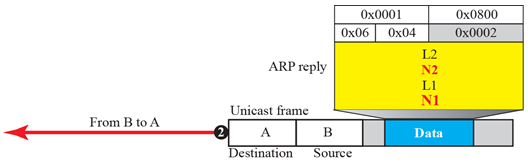 0x0001 0x0800
0x06 0x04 0x0002
ARP reply
L2
N2
L1
N1
Unicast frame
From B to A
2 A B Data
Destination Source